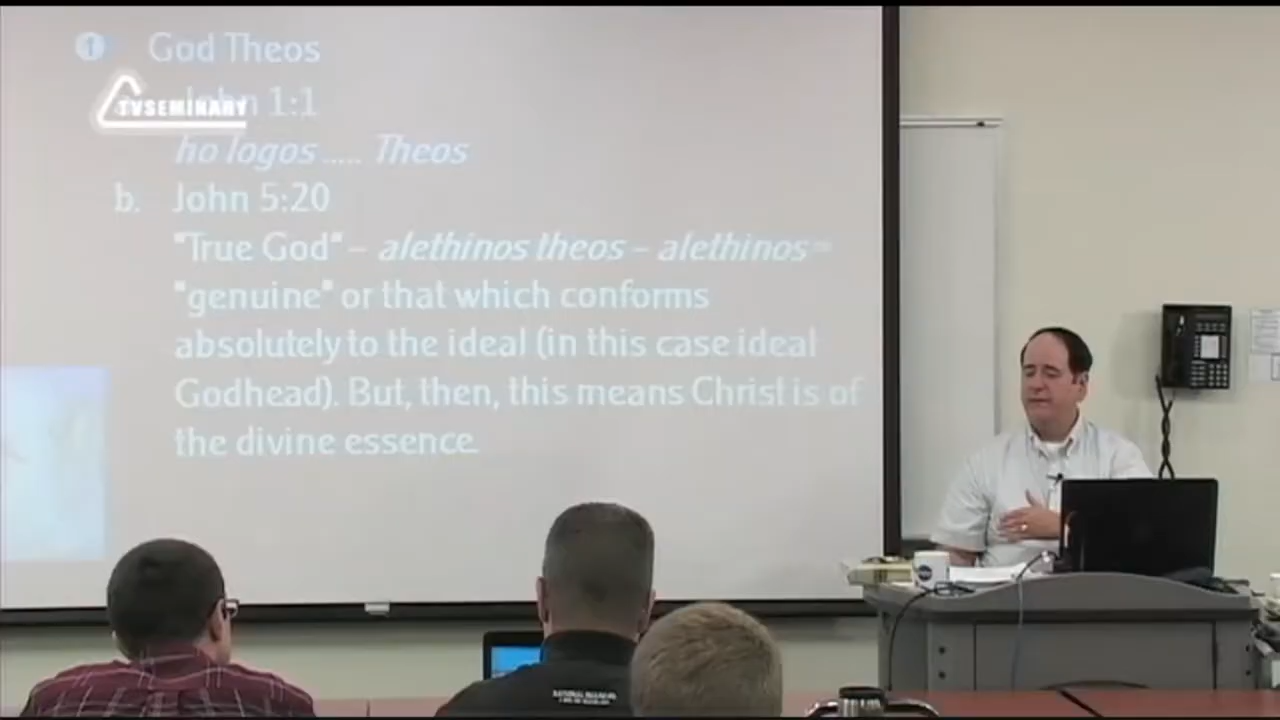 God Theos
TVSEMINARY
John 1:1
ho logos ..... Theos
b. John 5:20
"True God" – alethinos theos – alethinos =
"genuine" or that which conforms
absolutely to the ideal (in this case ideal
Godhead). But, then, this means Christ is of
the divine essence.